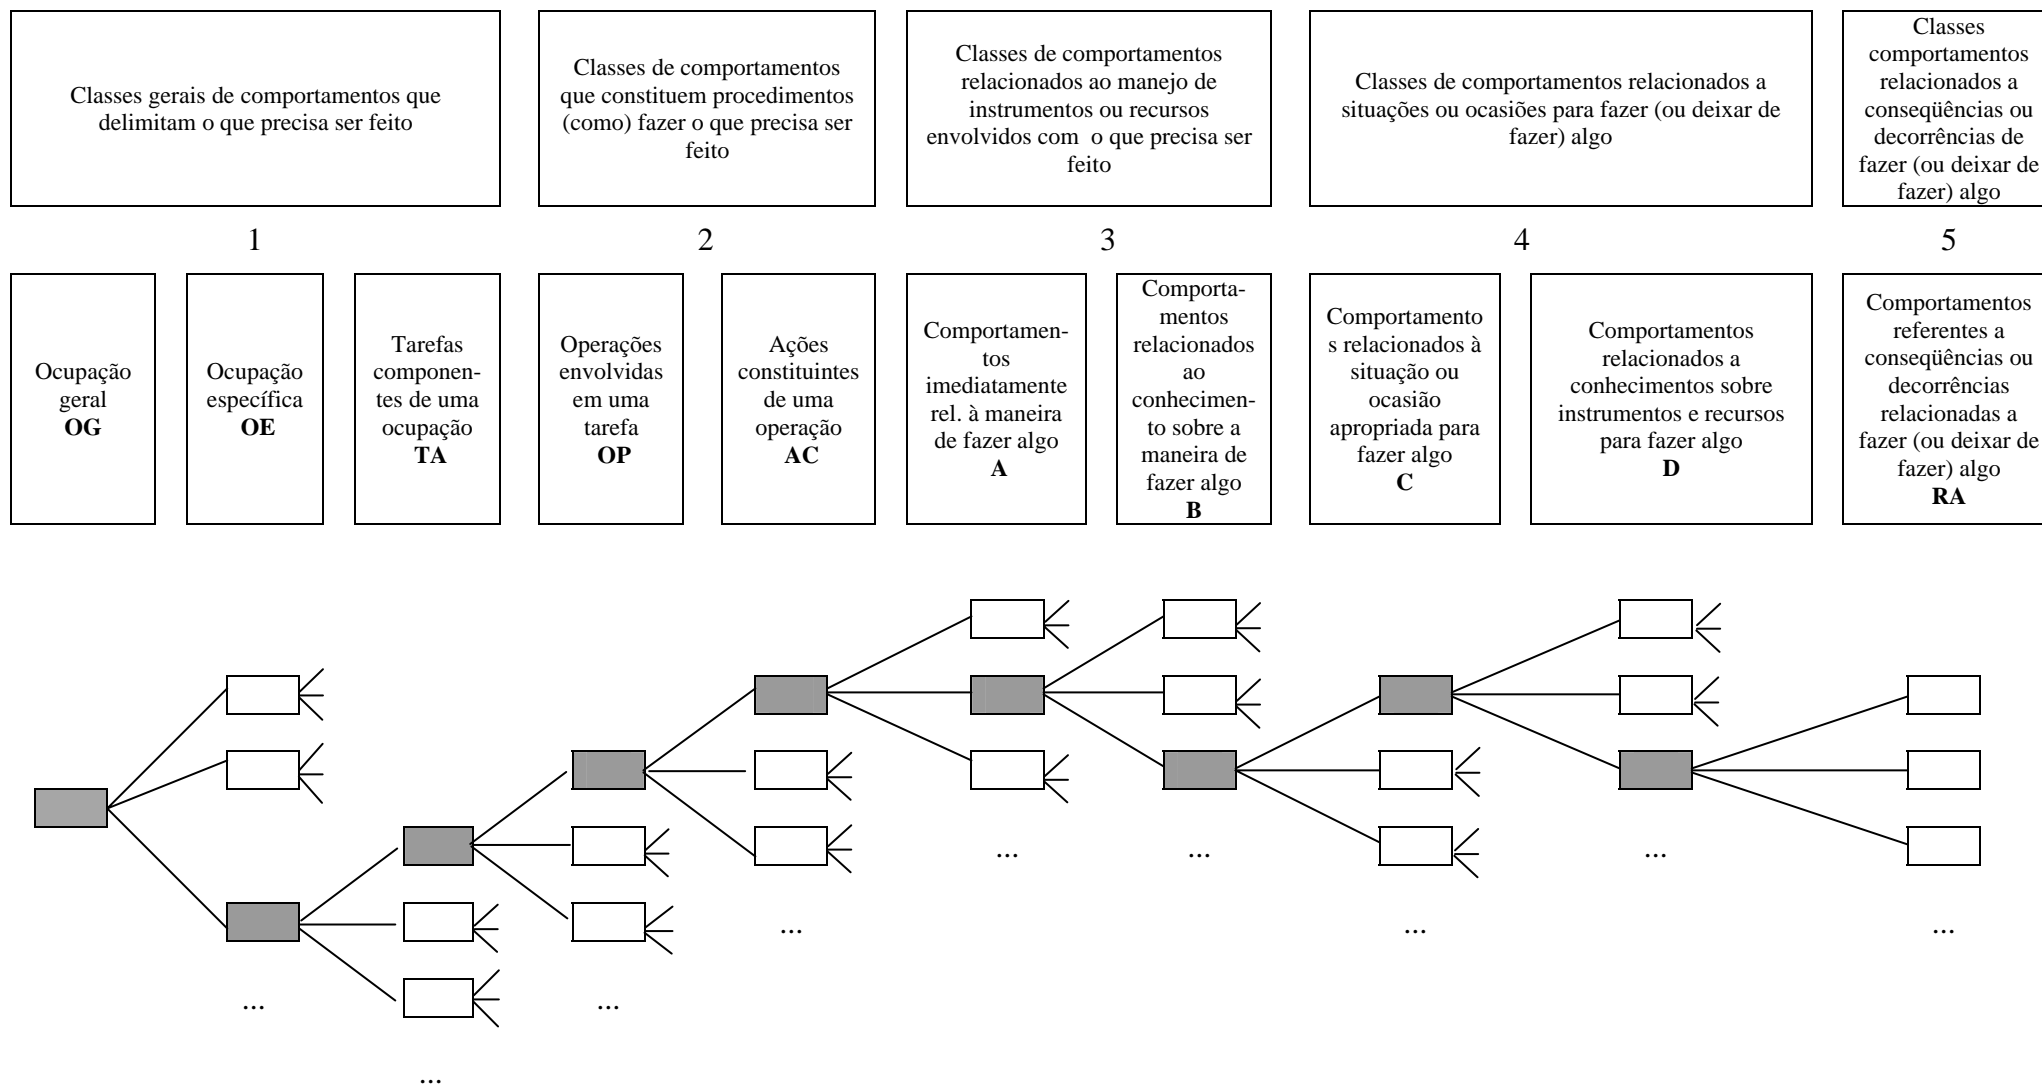 Classes gerais de comportamentos que
delimitam o que precisa ser feito
Classes de comportamentos
que constituem procedimentos
(como) fazer o que precisa ser
feito
Classes de comportamentos
relacionados ao manejo de
instrumentos ou recursos
envolvidos com o que precisa ser
feito
Classes de comportamentos relacionados a
situações ou ocasiões para fazer (ou deixar de
fazer) algo
Classes
comportamentos
relacionados a
conseqüências ou
decorrências de
fazer (ou deixar de
fazer) algo
1
2
3
4
5
Ocupação
geral
OG
Ocupação
específica
OE
Tarefas
componen-
tes de uma
ocupação
TA
Operações
envolvidas
em uma
tarefa
OP
Ações
constituintes
de uma
operação
AC
Comportamen-
tos
imediatamente
rel. à maneira
de fazer algo
A
Comporta-
mentos
relacionados
ao
conhecimen-
to sobre a
maneira de
fazer algo
B
Comportamento
s relacionados à
situação ou
ocasião
apropriada para
fazer algo
C
Comportamentos
relacionados a
conhecimentos sobre
instrumentos e recursos
para fazer algo
D
Comportamentos
referentes a
conseqüências ou
decorrências
relacionadas a
fazer (ou deixar de
fazer) algo
RA
...
...
...
...
...
...
...
...
...